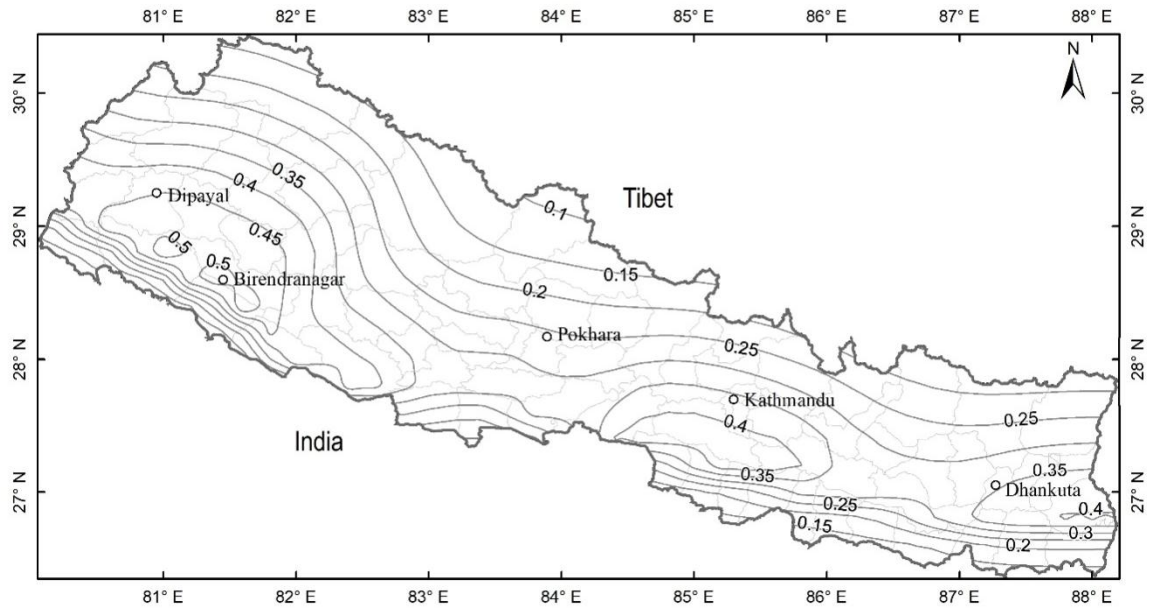 81° E 82° E 83° E 84° E 85° E 86° E 87° E 88° E
N
30° N 30° N
0.35
0.4
Dipayal
Tibet
0.1
29° N 29° N
0.45
0.5
0.5
Birendranagar
0.15
0.2
Pokhara
0.25
28° N 28° N
Kathmandu
0.4
0.25
India
0.35
0.35
27° N 27° N
Dhankuta
0.25
0.4
0.15
0.3
0.2
81° E 82° E 83° E 84° E 85° E 86° E 87° E 88° E